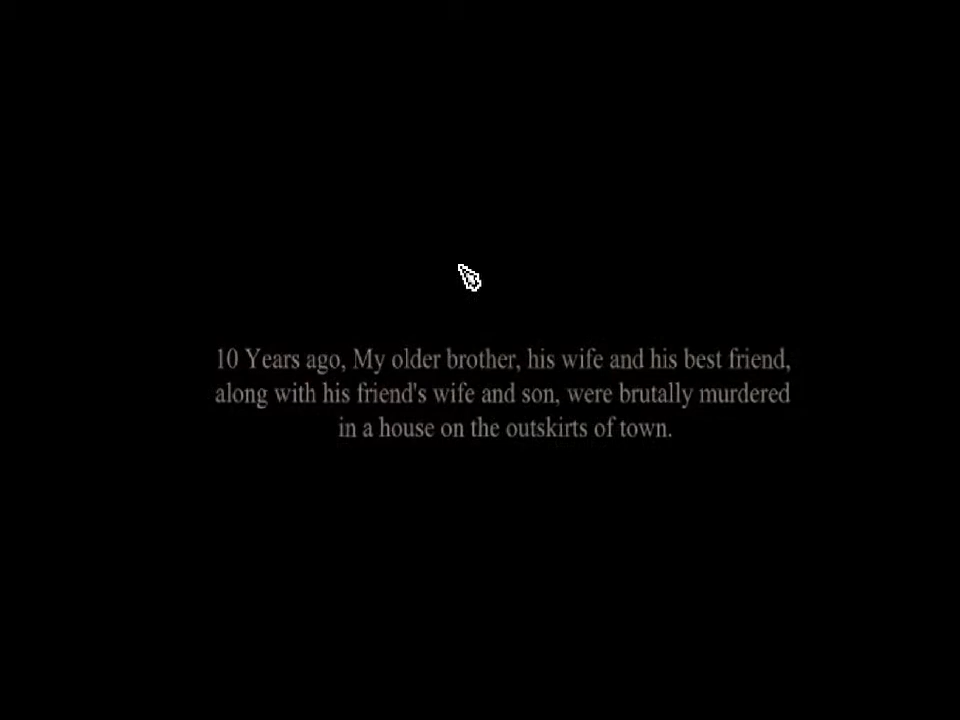 10 Years ago, My older brother, his wife and his best friend,
along with his friend's wife and son, were brutally murdered
in a house on the outskirts of town.